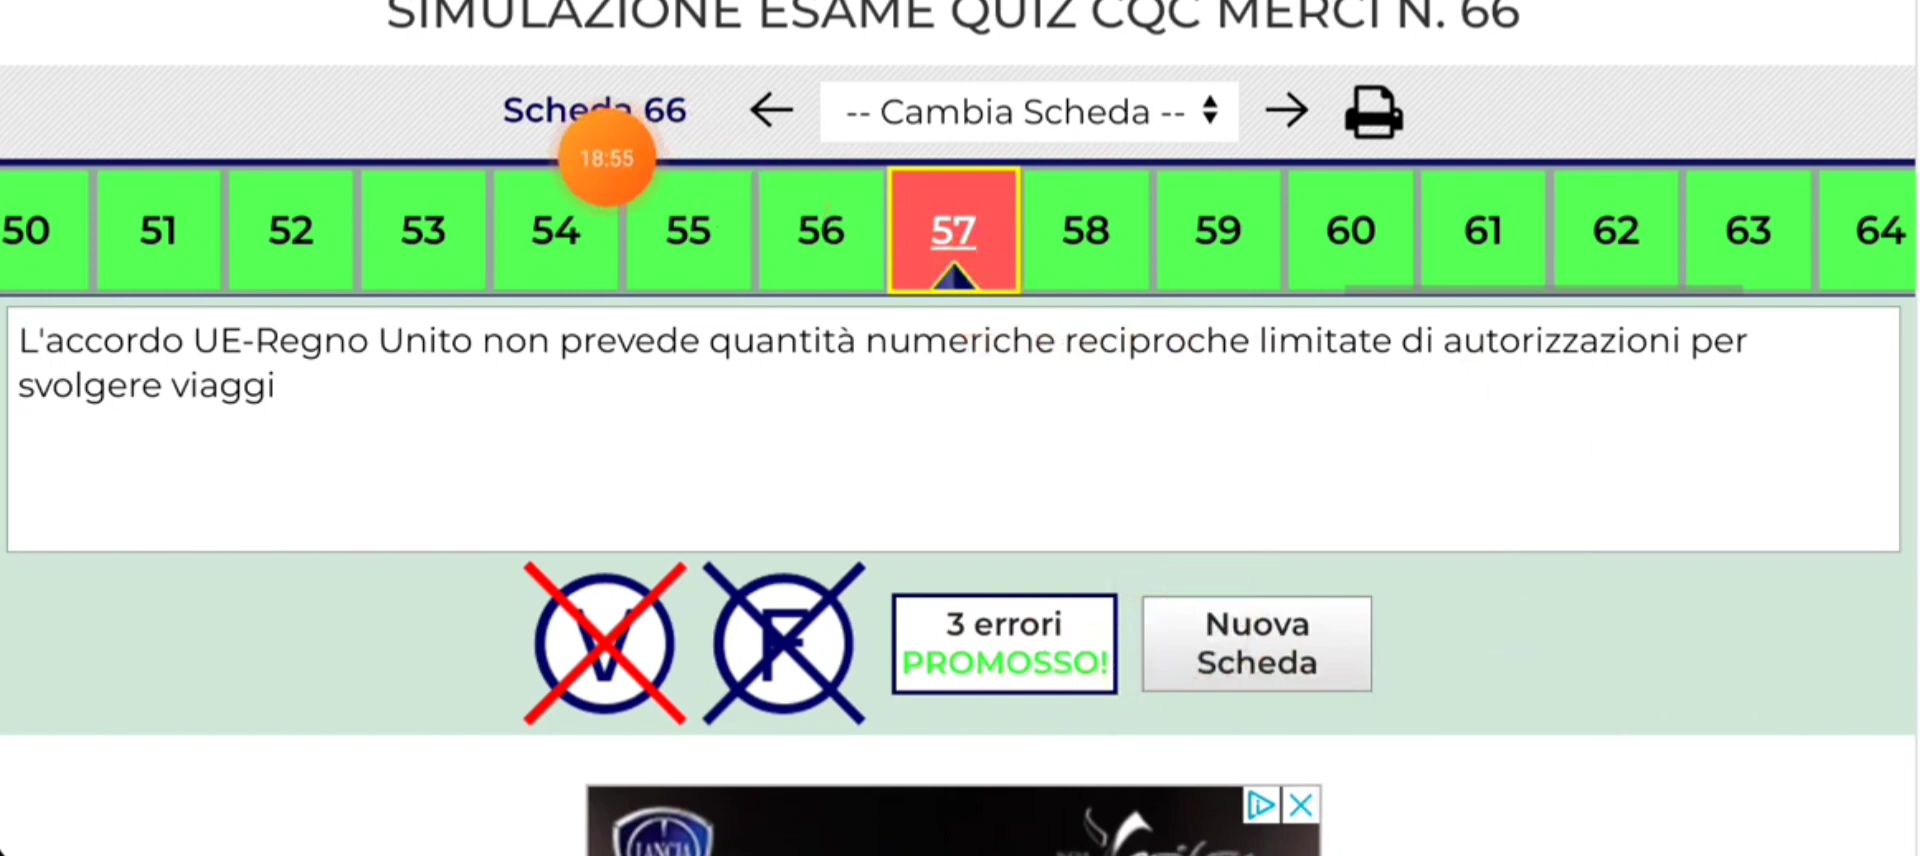 SIMULAZIONE ESAME QUIZ CQC MERCI N. 66
Scheda 66
-- Cambia Scheda --
18:55
50 51 52 53 54 55 56 57 58 59 60 61 62 63 64
L'accordo UE-Regno Unito non prevede quantità numeriche reciproche limitate di autorizzazioni per
svolgere viaggi
V F
3 errori
PROMOSSO!
Nuova
Scheda
LANCIA